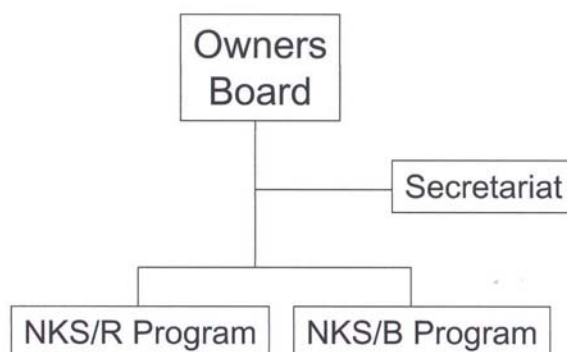 Owners
Board
Secretariat
NKS/R Program
NKS/B Program